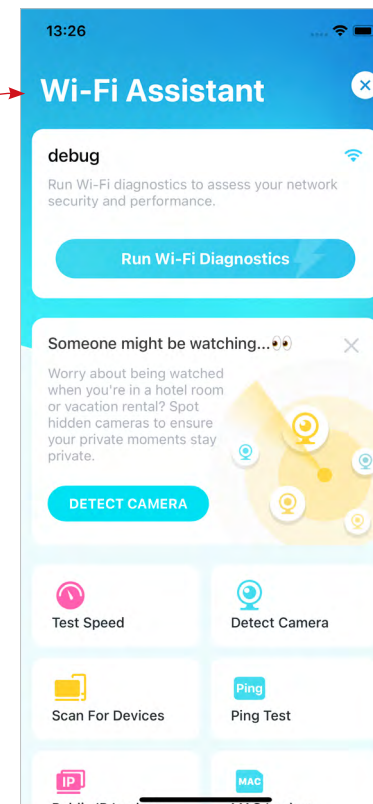 13:26
Wi-Fi Assistant
debug
Run Wi-Fi diagnostics to assess your network
security and performance.
Run Wi-Fi Diagnostics
Someone might be watching...👀
Worry about being watched
when you're in a hotel room
or vacation rental? Spot
hidden cameras to ensure
your private moments stay
private.
DETECT CAMERA
Test Speed
Detect Camera
Scan For Devices
Ping
Ping Test
IP
MAC